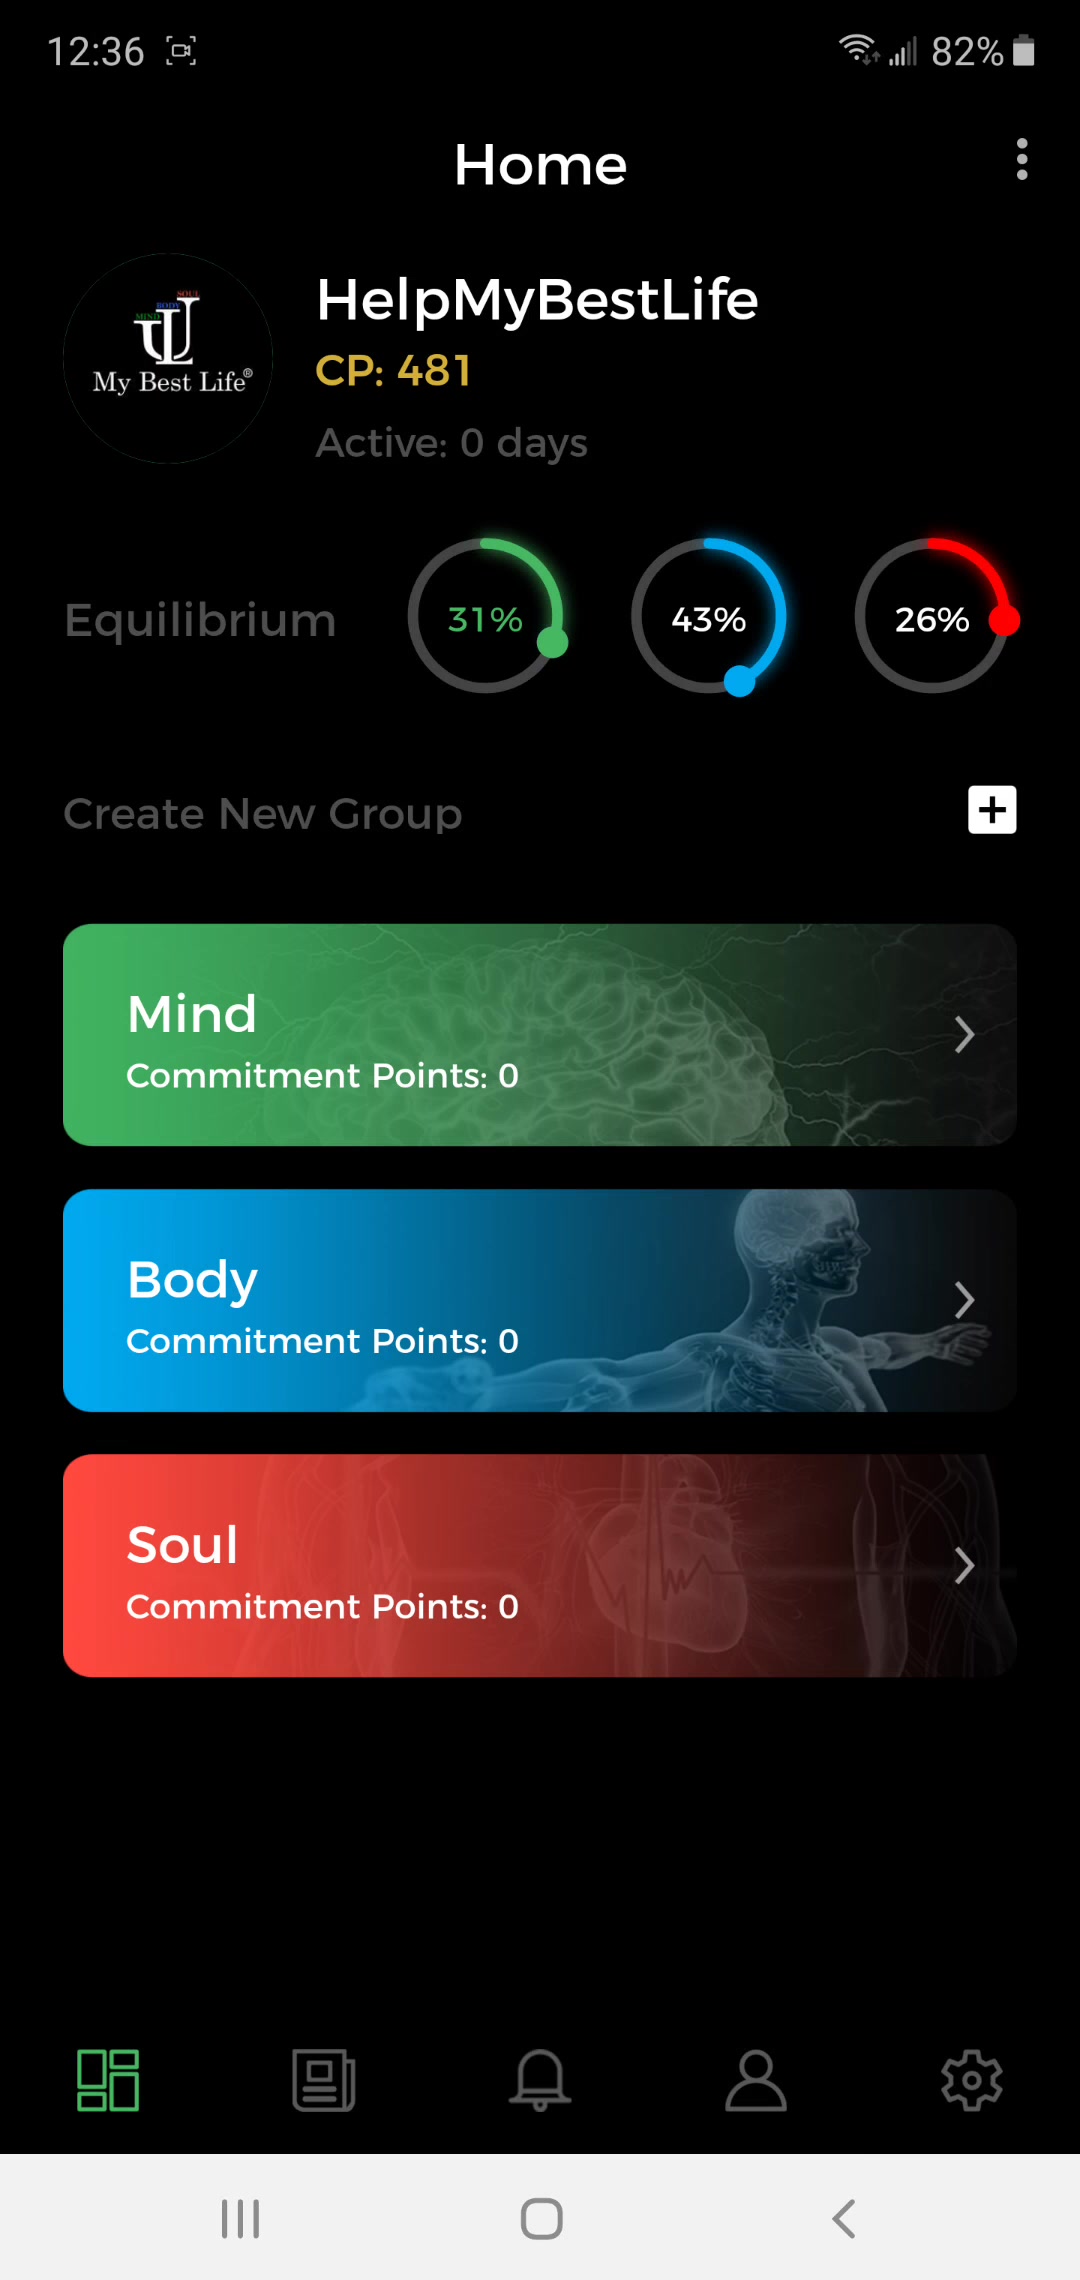 12:36
82%
Home
SOUL
BODY
MIND
My Best Life®
HelpMyBestLife
CP: 481
Active: 0 days
Equilibrium
31%
43%
26%
Create New Group
Mind
Commitment Points: 0
Body
Commitment Points: 0
Soul
Commitment Points: 0